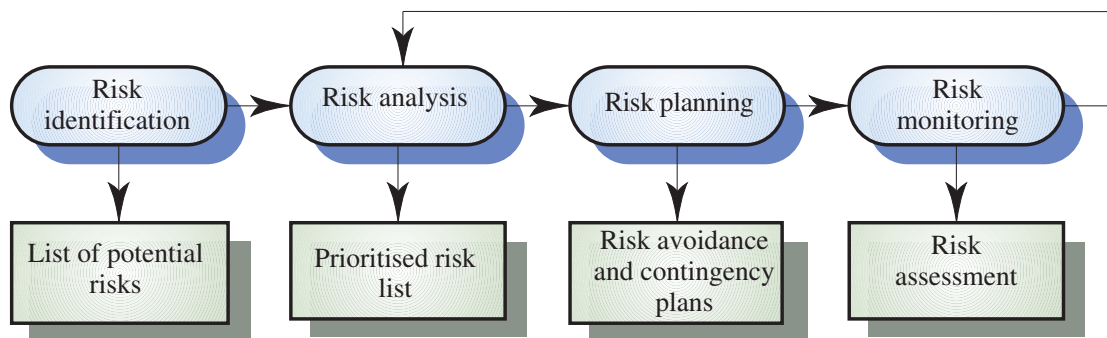 Risk
identification
Risk analysis
Risk planning
Risk
monitoring
List of potential
risks
Prioritised risk
list
Risk avoidance
and contingency
plans
Risk
assessment